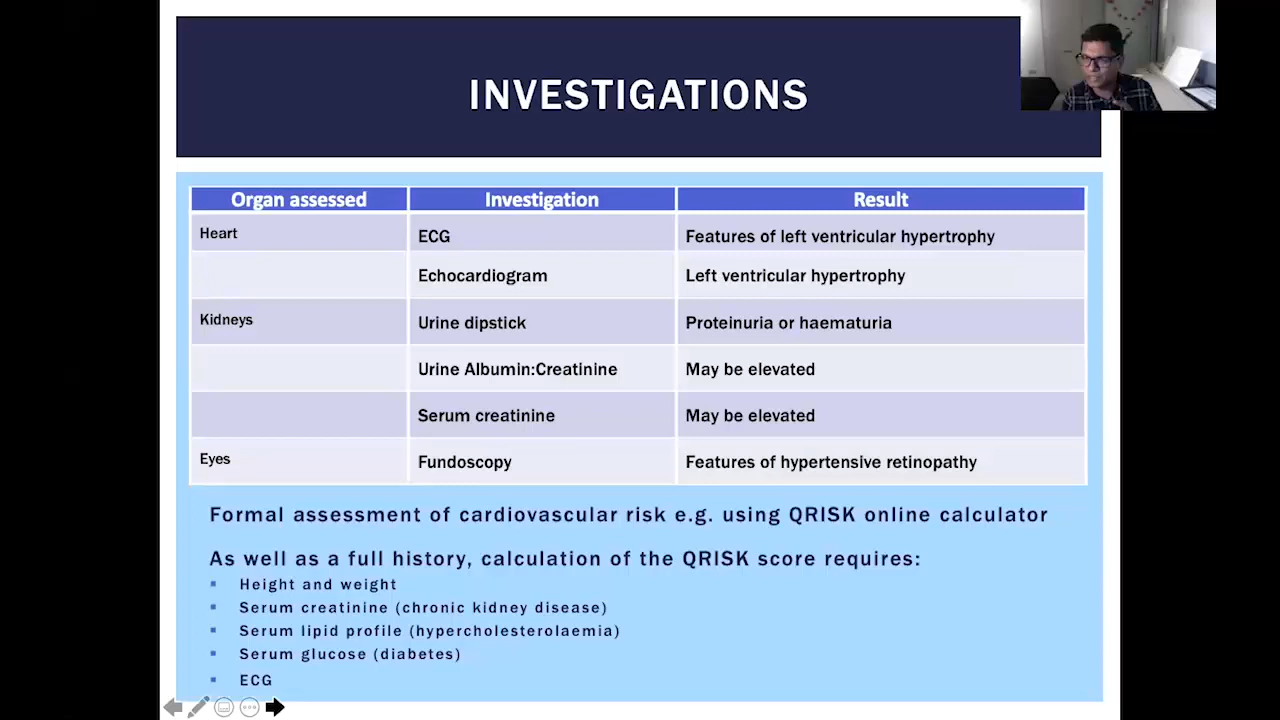 INVESTIGATIONS
Organ assessed Investigation Result
Heart ECG Features of left ventricular hypertrophy
Echocardiogram Left ventricular hypertrophy
Kidneys Urine dipstick Proteinuria or haematuria
Urine Albumin:Creatinine May be elevated
Serum creatinine May be elevated
Eyes Fundoscopy Features of hypertensive retinopathy
Formal assessment of cardiovascular risk e.g. using QRISK online calculator
As well as a full history, calculation of the QRISK score requires:
▪ Height and weight
▪ Serum creatinine (chronic kidney disease)
▪ Serum lipid profile (hypercholesterolaemia)
▪ Serum glucose (diabetes)
▪ ECG